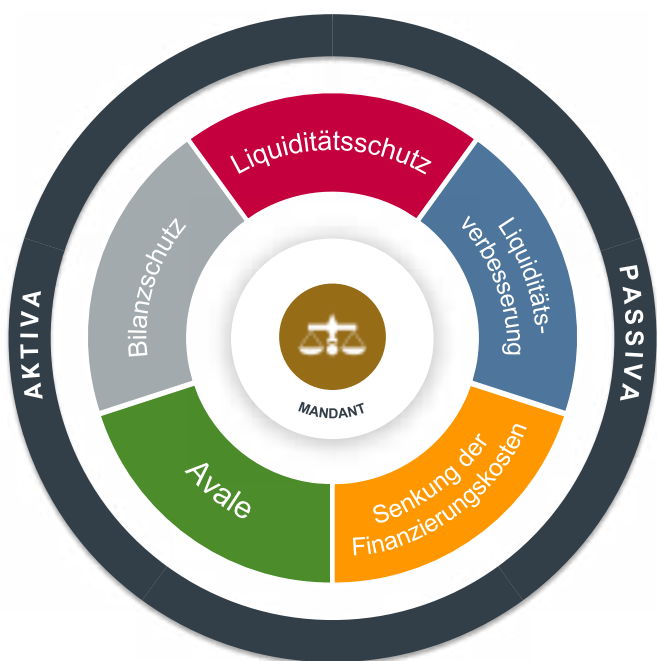 Liquiditätsschutz
Liquiditäts-
verbesserung
Senkung der
Finanzierungskosten
Avale
Bilanzschutz
AKTIVA
PASSIVA
MANDANT